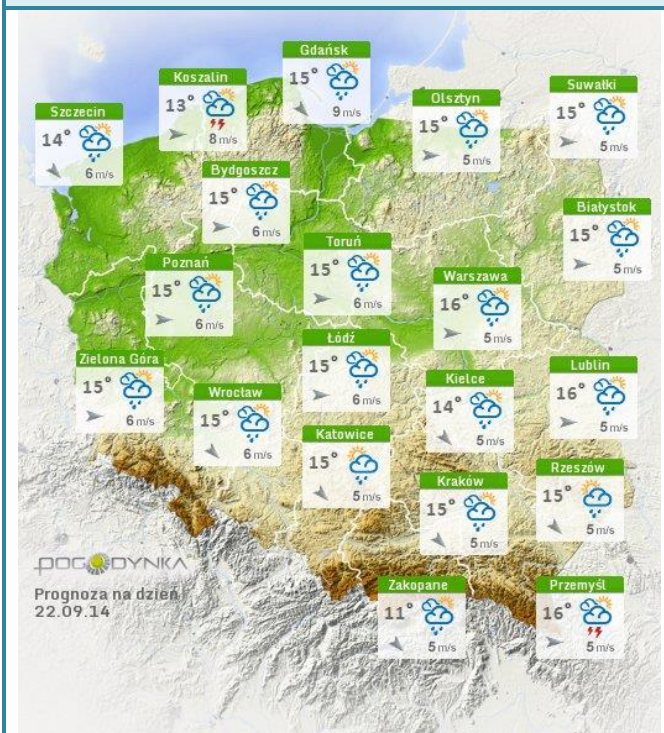 Gdańsk
15°
9 m/s
Koszalin
13°
8 m/s
Szczecin
14°
6 m/s
Olsztyn
15°
5 m/s
Suwałki
15°
5 m/s
Bydgoszcz
15°
6 m/s
Białystok
15°
5 m/s
Toruń
15°
6 m/s
Poznań
15°
6 m/s
Warszawa
16°
5 m/s
Łódź
15°
6 m/s
Zielona Góra
15°
6 m/s
Wrocław
15°
6 m/s
Kielce
14°
5 m/s
Lublin
16°
5 m/s
Katowice
15°
5 m/s
Kraków
15°
5 m/s
Rzeszów
15°
5 m/s
POGODYNKA
Prognoza na dzień
22.09.14
Zakopane
11°
5 m/s
Przemyśl
16°
5 m/s